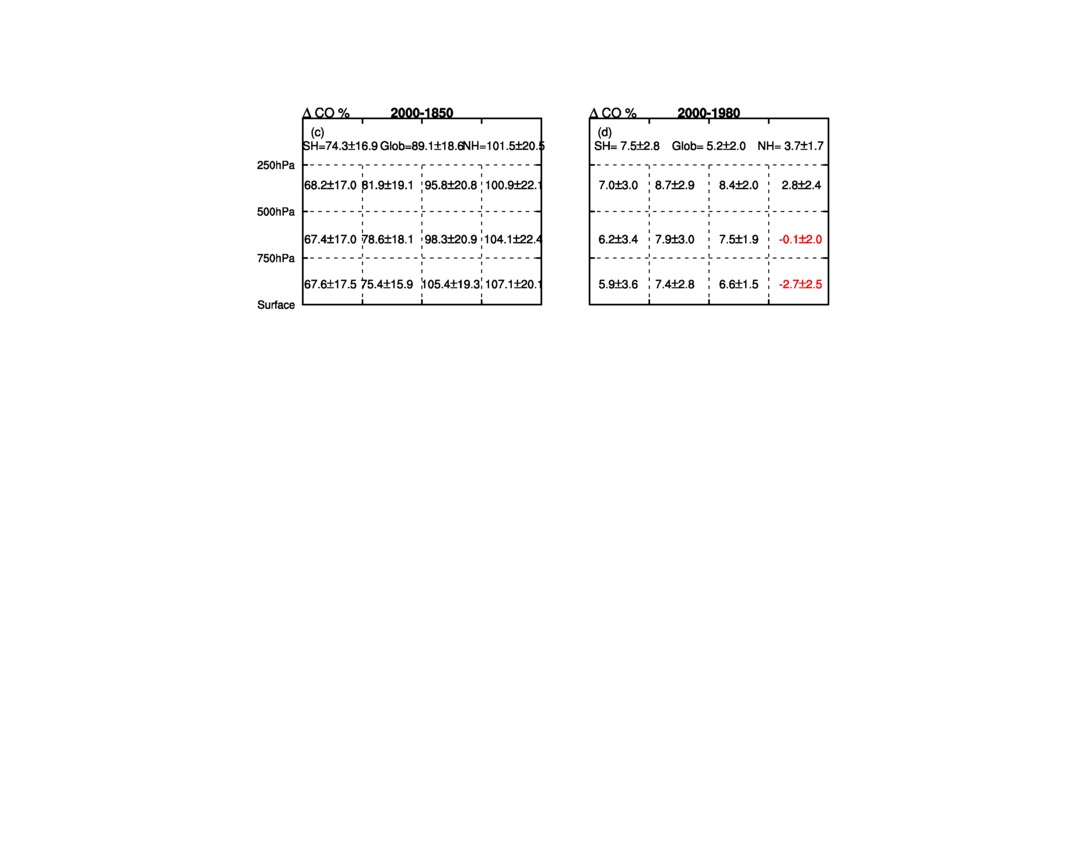 Δ CO % 2000-1850
(c)
SH=74.3±16.9 Glob=89.1±18.6 NH=101.5±20.5
250hPa
68.2±17.0 81.9±19.1 95.8±20.8 100.9±22.1
500hPa
67.4±17.0 78.6±18.1 98.3±20.9 104.1±22.4
750hPa
67.6±17.5 75.4±15.9 105.4±19.3 107.1±20.1
Surface
Δ CO % 2000-1980
(d)
SH= 7.5±2.8 Glob= 5.2±2.0 NH= 3.7±1.7
7.0±3.0 8.7±2.9 8.4±2.0 2.8±2.4
6.2±3.4 7.9±3.0 7.5±1.9 -0.1±2.0
5.9±3.6 7.4±2.8 6.6±1.5 -2.7±2.5